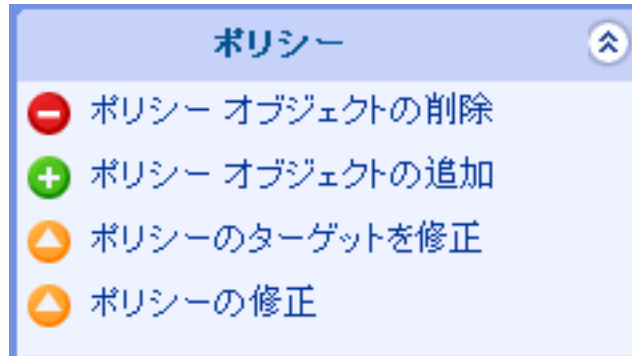 ポリシー
ポリシー オブジェクトの削除
ポリシー オブジェクトの追加
ポリシーのターゲットを修正
ポリシーの修正